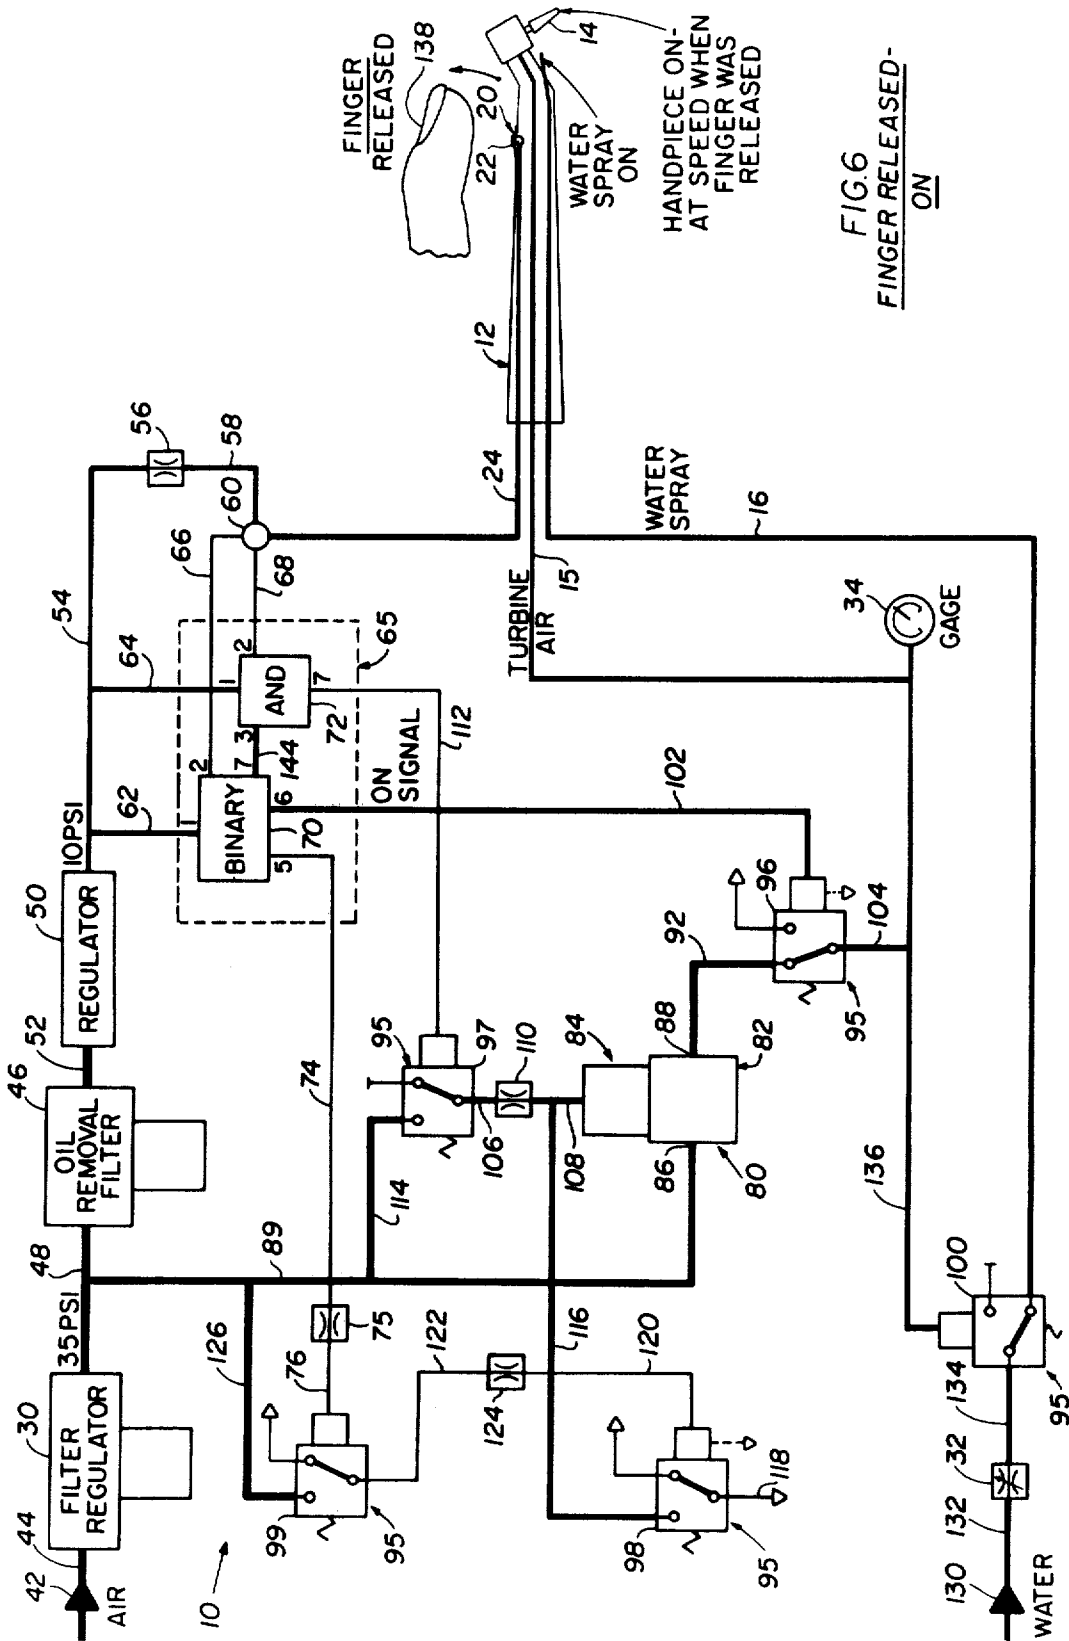 42
44
AIR
30
FILTER
REGULATOR
35PSI
48
46
OIL
REMOVAL
FILTER
52
50
REGULATOR
10PSI
54
56
58
60
62
64
66
68
65
1
2
BINARY
5
6
7
70
144
1
2
3
AND
7
72
ON
SIGNAL
112
102
74
75
76
126
89
114
95
97
106
110
108
84
86
80
88
82
92
96
95
104
99
95
122
124
120
116
98
118
95
10
130
WATER
132
32
134
95
100
136
34
GAGE
TURBINE
AIR
15
WATER
SPRAY
16
24
12
22
20
FINGER
RELEASED
138
14
WATER
SPRAY
ON
HANDPIECE ON-
AT SPEED WHEN
FINGER WAS
RELEASED
FIG.6
FINGER RELEASED-
ON